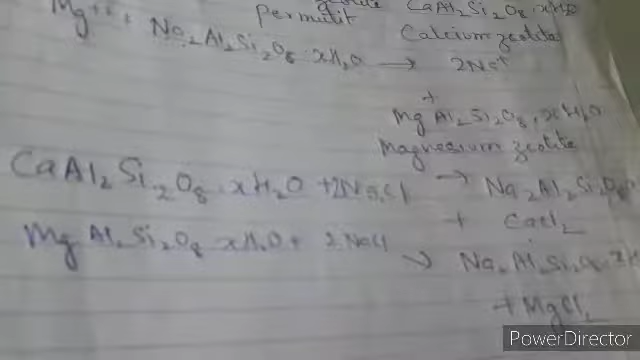 CaAl2Si2O8.xH2O
permutit Calcium zeolite
Mg++ + Na2Al2Si2O8.xH2O → 2Na+
+
MgAl2Si2O8.xH2O
Magnesium zeolite
CaAl2Si2O8.xH2O + 2NaCl → Na2Al2Si2O8
+ CaCl2
MgAl2Si2O8.xH2O + 2NaCl → Na2Al2Si2O8.xH
+ MgCl2
PowerDirector